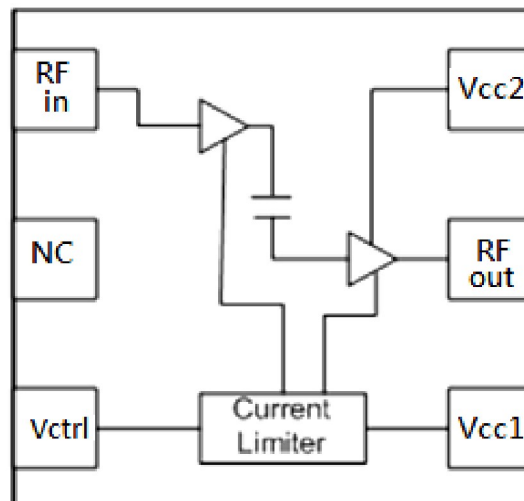 RF
in
Vcc2
NC
RF
out
Vctrl
Current
Limiter
Vcc1